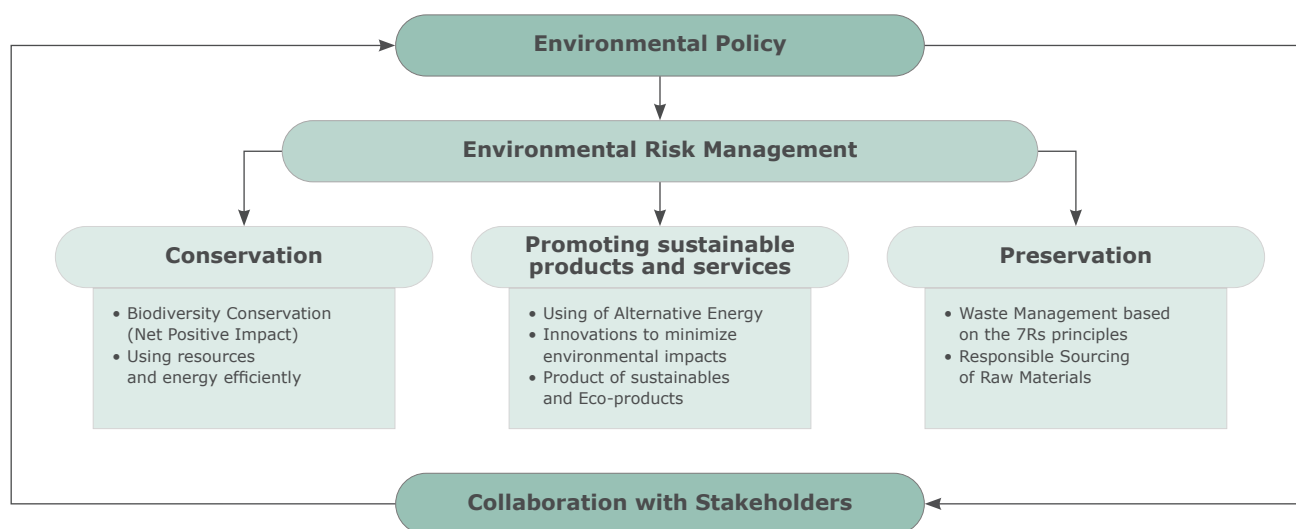 Environmental Policy
Environmental Risk Management
Conservation
• Biodiversity Conservation
(Net Positive Impact)
• Using resources
and energy efficiently
Promoting sustainable
products and services
• Using of Alternative Energy
• Innovations to minimize
environmental impacts
• Product of sustainables
and Eco-products
Preservation
• Waste Management based
on the 7Rs principles
• Responsible Sourcing
of Raw Materials
Collaboration with Stakeholders